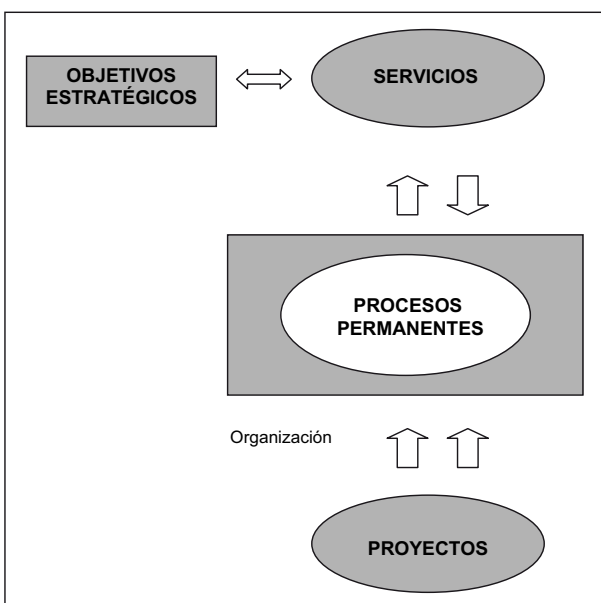 OBJETIVOS
ESTRATÉGICOS
SERVICIOS
PROCESOS
PERMANENTES
Organización
PROYECTOS